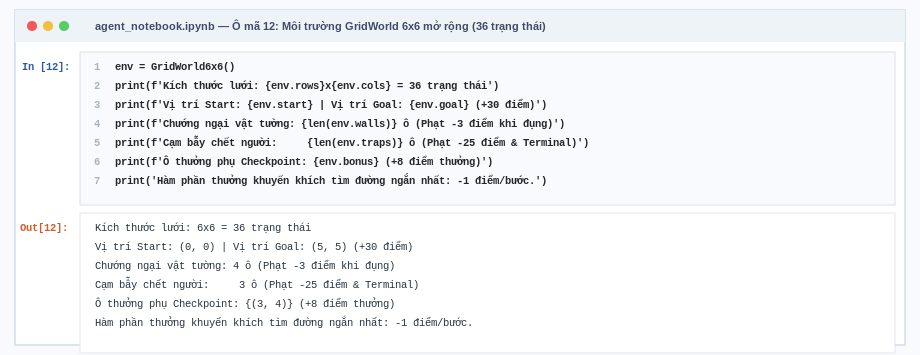 agent_notebook.ipynb — Ô mã 12: Môi trường GridWorld 6x6 mở rộng (36 trạng thái)
In [12]:
1 env = GridWorld6x6()
2 print(f'Kích thước lưới: {env.rows}x{env.cols} = 36 trạng thái')
3 print(f'Vị trí Start: {env.start} | Vị trí Goal: {env.goal} (+30 điểm)')
4 print(f'Chướng ngại vật tường: {len(env.walls)} ô (Phạt -3 điểm khi đụng)')
5 print(f'Cạm bẫy chết người:     {len(env.traps)} ô (Phạt -25 điểm & Terminal)')
6 print(f'Ô thưởng phụ Checkpoint: {env.bonus} (+8 điểm thưởng)')
7 print('Hàm phần thưởng khuyến khích tìm đường ngắn nhất: -1 điểm/bước.')
Out[12]:
Kích thước lưới: 6x6 = 36 trạng thái
Vị trí Start: (0, 0) | Vị trí Goal: (5, 5) (+30 điểm)
Chướng ngại vật tường: 4 ô (Phạt -3 điểm khi đụng)
Cạm bẫy chết người:     3 ô (Phạt -25 điểm & Terminal)
Ô thưởng phụ Checkpoint: {(3, 4)} (+8 điểm thưởng)
Hàm phần thưởng khuyến khích tìm đường ngắn nhất: -1 điểm/bước.